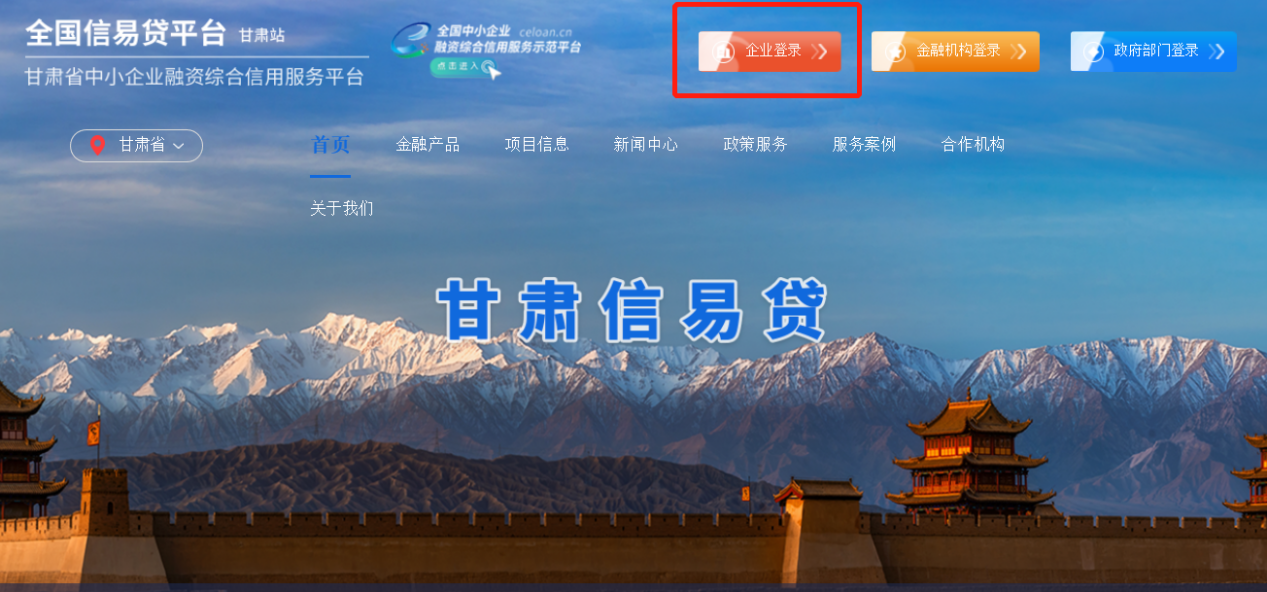 全国信易贷平台 甘肃站
甘肃省中小企业融资综合信用服务平台
全国中小企业 celoan.cn
融资综合信用服务示范平台
点击进入
企业登录
金融机构登录
政府部门登录
甘肃省
首页 金融产品 项目信息 新闻中心 政策服务 服务案例 合作机构
关于我们
甘肃信易贷